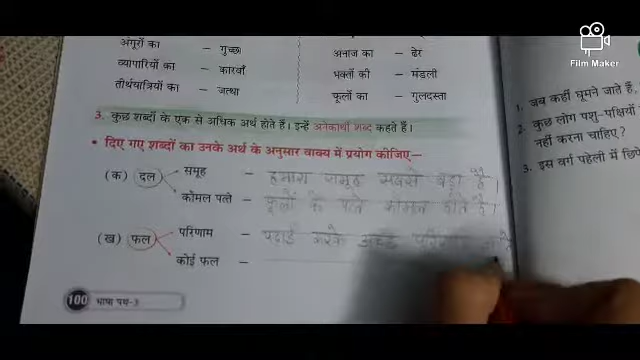 अंगूरों का – गुच्छा
अनाज का – ढेर
व्यापारियों का – कारवाँ
भक्तों की – मंडली
तीर्थयात्रियों का – जत्था
फूलों का – गुलदस्ता
3. कुछ शब्दों के एक से अधिक अर्थ होते हैं। इन्हें अनेकार्थी शब्द कहते हैं।
• दिए गए शब्दों का उनके अर्थ के अनुसार वाक्य में प्रयोग कीजिए–
(क) दल
समूह – हमारा समूह सबसे बड़ा है।
कोमल पत्ते – फूलों के पत्ते कोमल होते है।
(ख) फल
परिणाम – पढ़ाई करके अच्छे परिणाम
कोई फल –
100 भाषा पथ-3
1. जब कहीं घूमने जाते हैं,
2. कुछ लोग पशु-पक्षियों
नहीं करना चाहिए?
3. इस वर्ग पहेली में छिपे
Film Maker